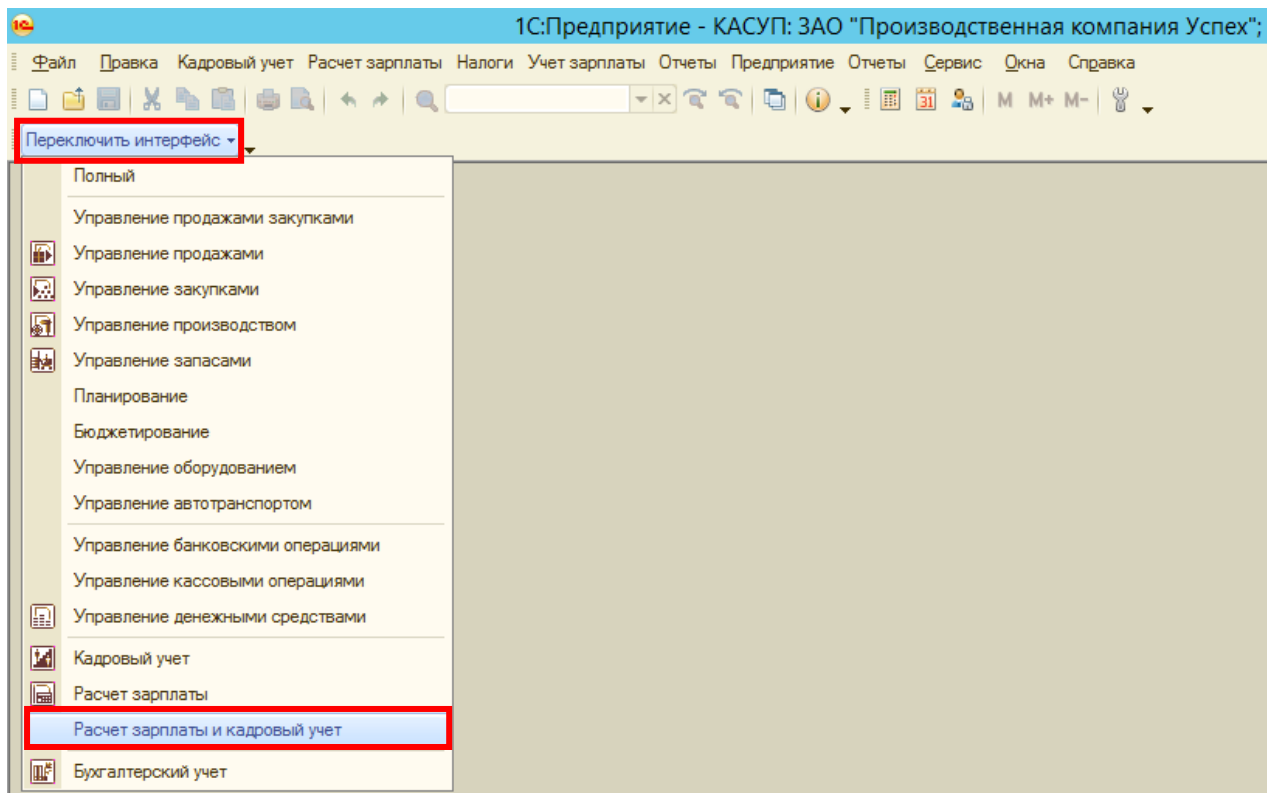 1С:Предприятие - КАСУП: ЗАО "Производственная компания Успех";
Файл Правка Кадровый учет Расчет зарплаты Налоги Учет зарплаты Отчеты Предприятие Отчеты Сервис Окна Справка
31 M M+ M-
Переключить интерфейс
Полный
Управление продажами закупками
Управление продажами
Управление закупками
Управление производством
Управление запасами
Планирование
Бюджетирование
Управление оборудованием
Управление автотранспортом
Управление банковскими операциями
Управление кассовыми операциями
Управление денежными средствами
Кадровый учет
Расчет зарплаты
Расчет зарплаты и кадровый учет
Бухгалтерский учет